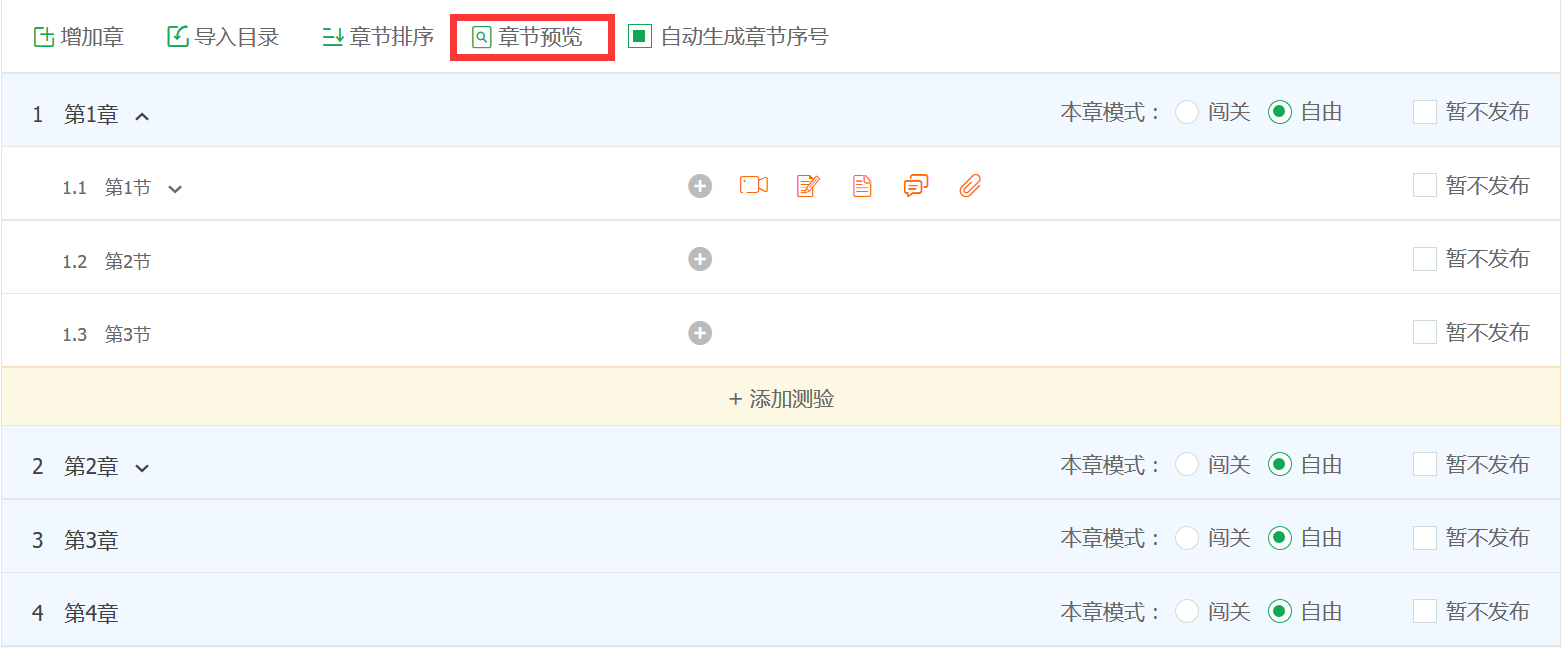 增加章 导入目录 章节排序 章节预览 自动生成章节序号
1 第1章 本章模式： 闯关 自由 暂不发布
1.1 第1节 暂不发布
1.2 第2节 暂不发布
1.3 第3节 暂不发布
+ 添加测验
2 第2章 本章模式： 闯关 自由 暂不发布
3 第3章 本章模式： 闯关 自由 暂不发布
4 第4章 本章模式： 闯关 自由 暂不发布